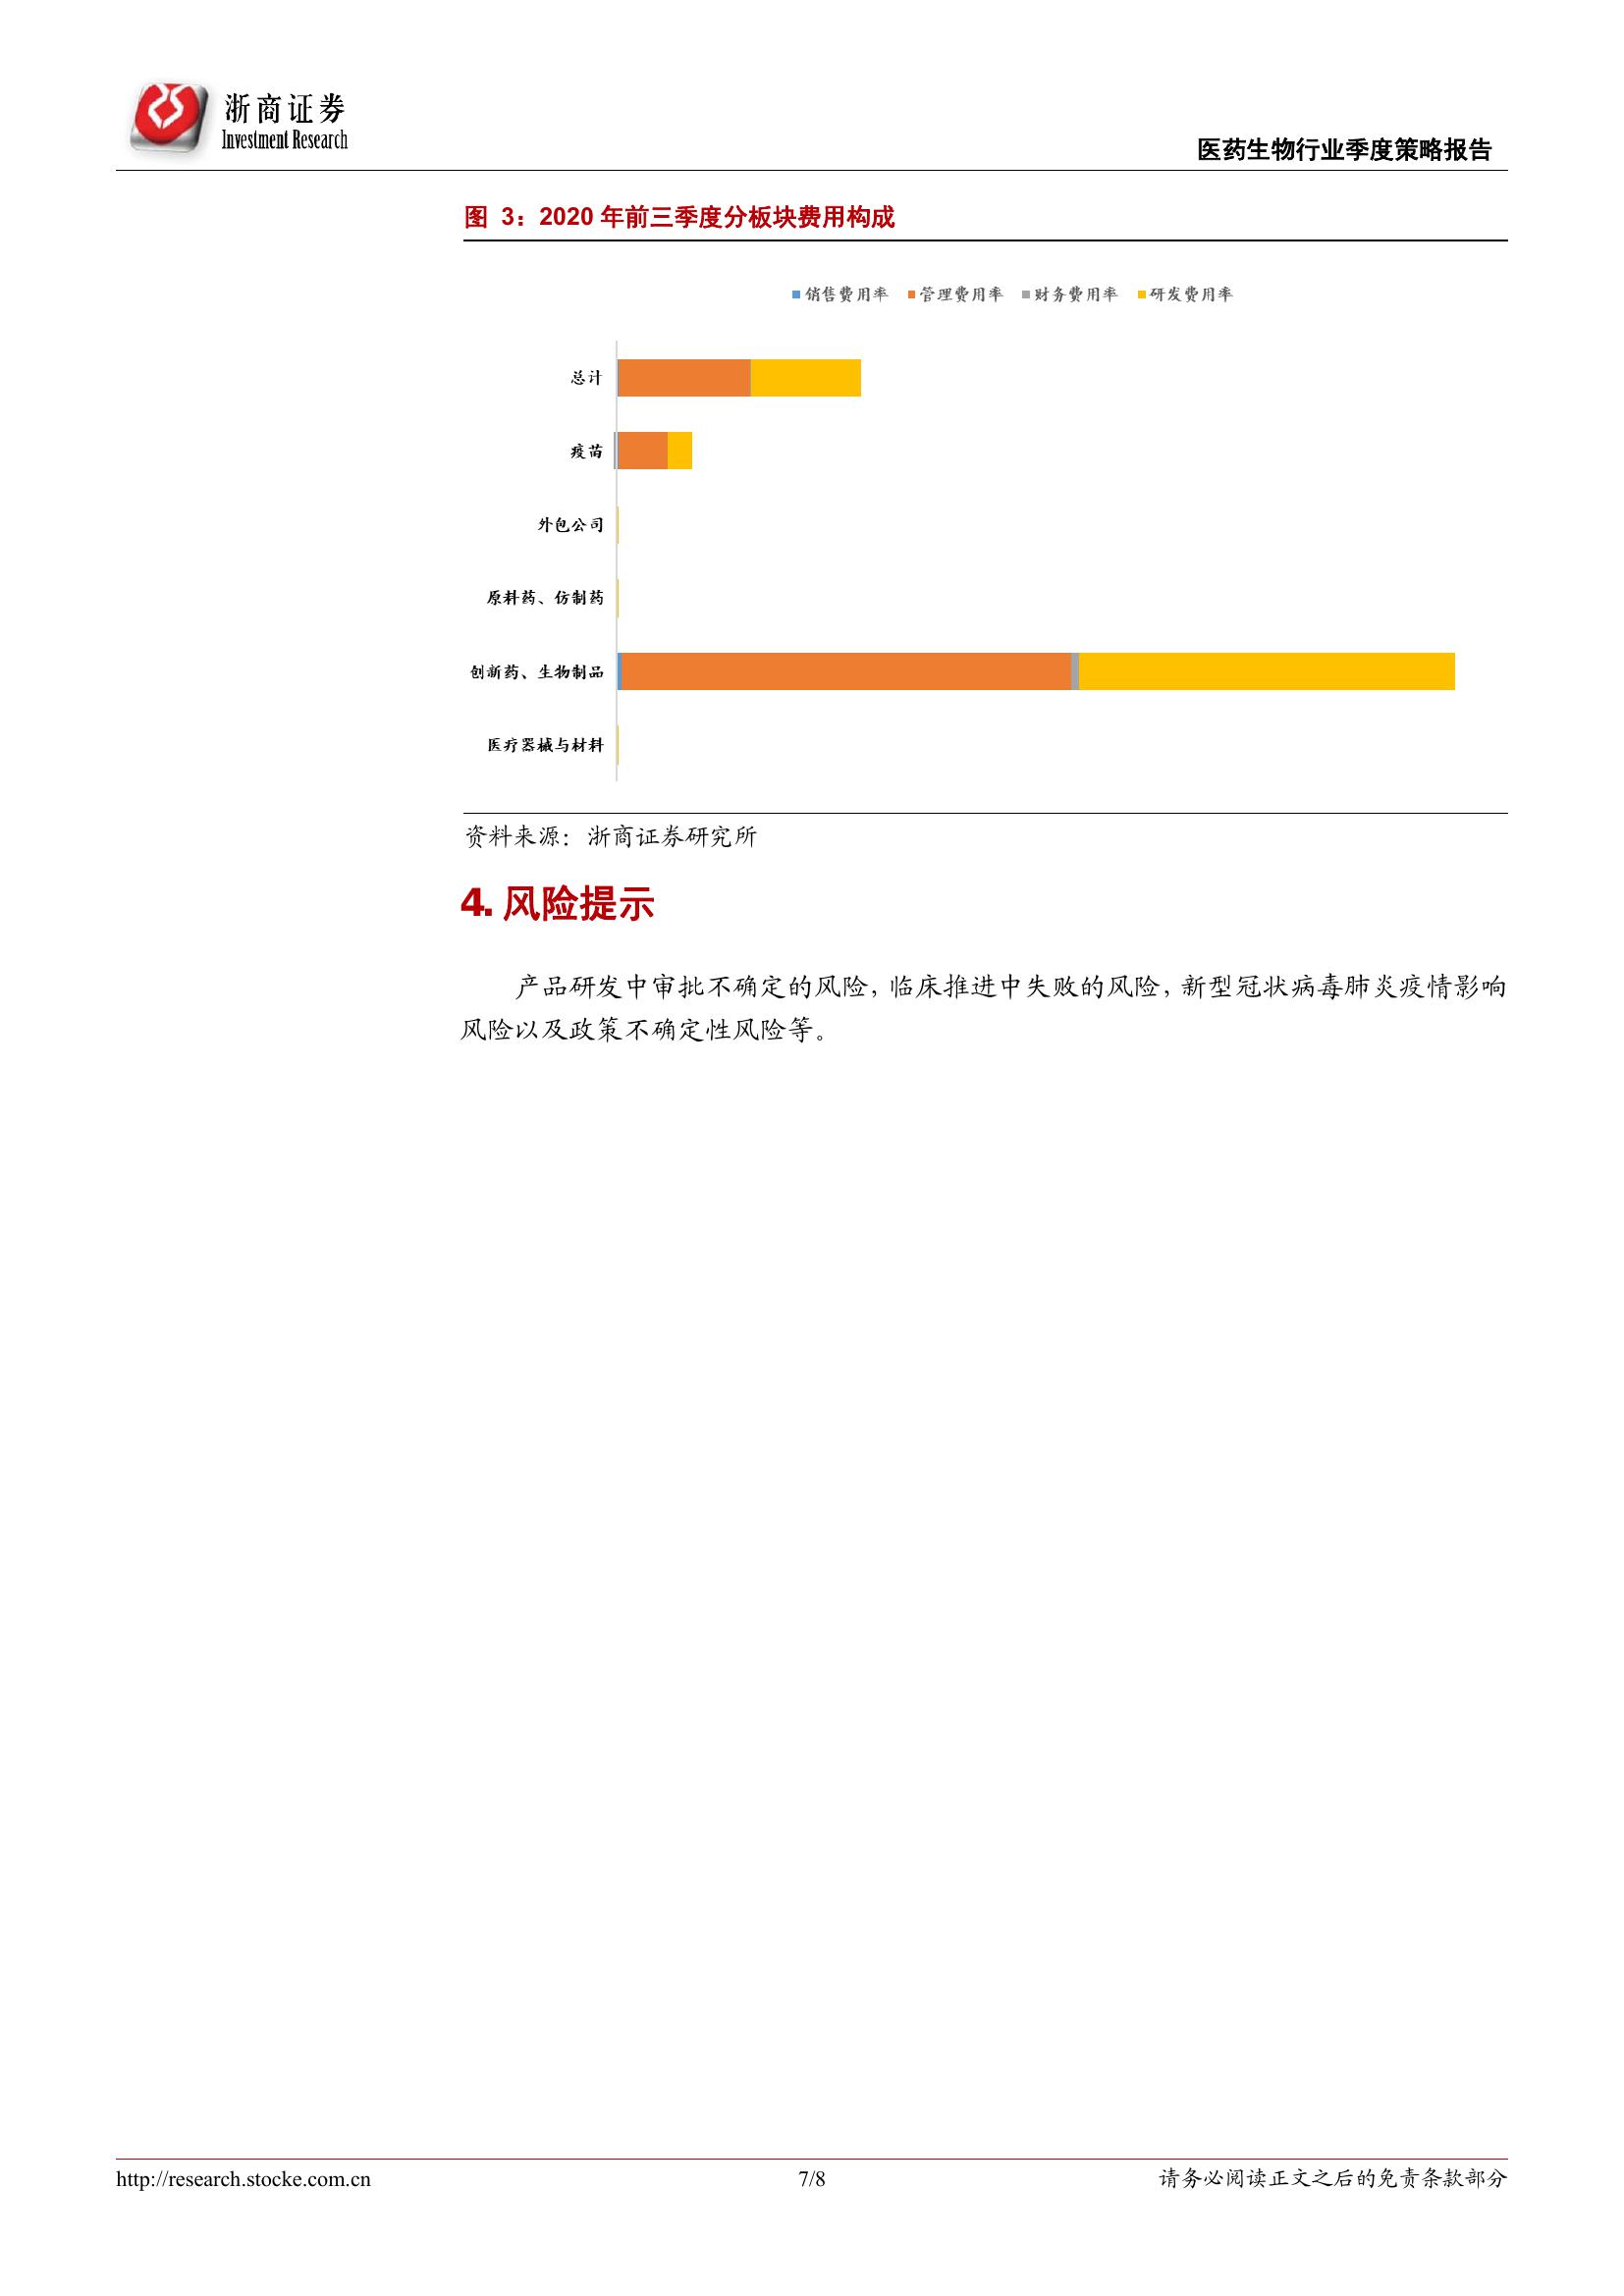 浙商证券
Investment Research
医药生物行业季度策略报告
图 3：2020 年前三季度分板块费用构成
销售费用率 管理费用率 财务费用率 研发费用率
总计
疫苗
外包公司
原料药、仿制药
创新药、生物制品
医疗器械与材料
资料来源：浙商证券研究所
4. 风险提示
产品研发中审批不确定的风险，临床推进中失败的风险，新型冠状病毒肺炎疫情影响
风险以及政策不确定性风险等。
http://research.stocke.com.cn 7/8 请务必阅读正文之后的免责条款部分